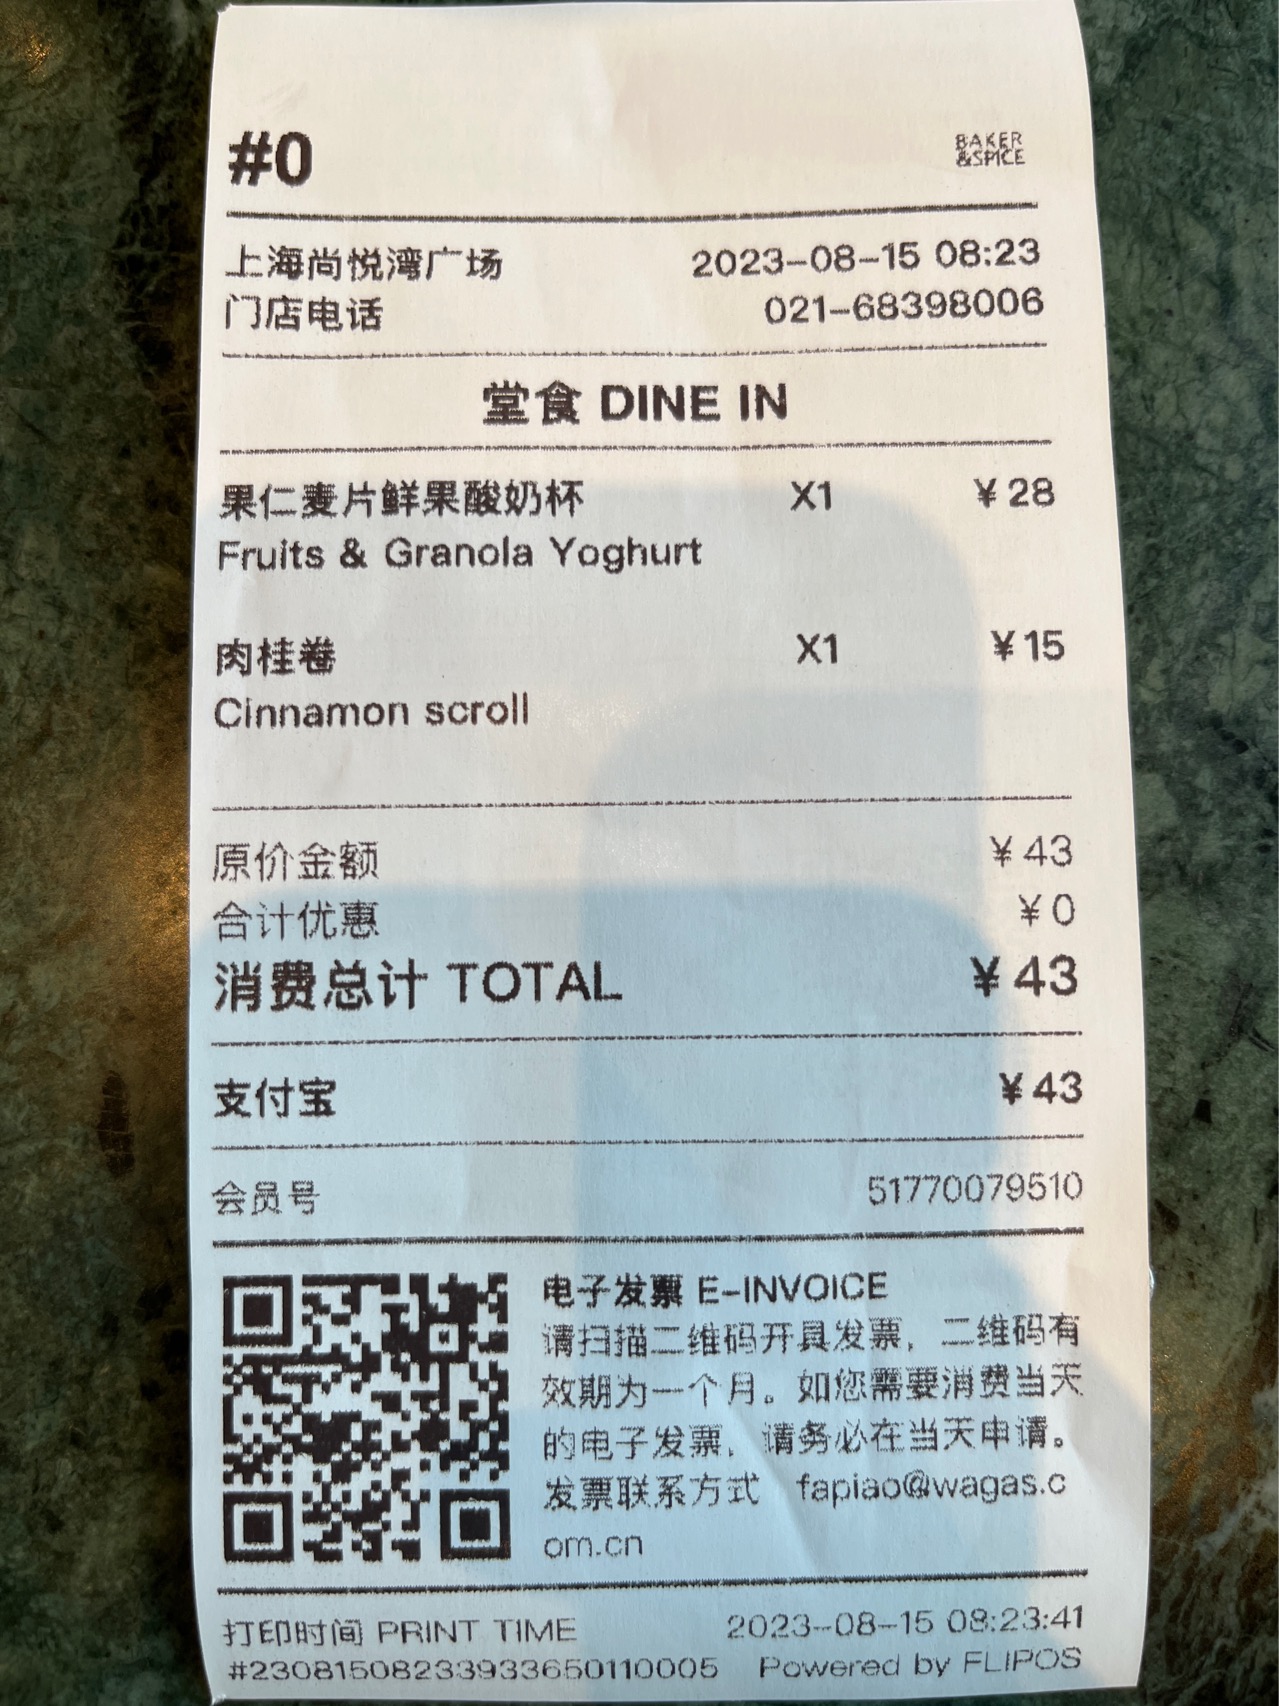 #0
BAKER
&SPICE
上海尚悦湾广场 2023-08-15 08:23
门店电话 021-68398006
堂食 DINE IN
果仁麦片鲜果酸奶杯 X1 ¥28
Fruits & Granola Yoghurt
肉桂卷 X1 ¥15
Cinnamon scroll
原价金额 ¥43
合计优惠 ¥0
消费总计 TOTAL ¥43
支付宝 ¥43
会员号 51770079510
电子发票 E-INVOICE
请扫描二维码开具发票，二维码有
效期为一个月。如您需要消费当天
的电子发票，请务必在当天申请。
发票联系方式 fapiao@wagas.c
om.cn
打印时间 PRINT TIME 2023-08-15 08:23:41
#23081508233933650110005 Powered by FLIPOS